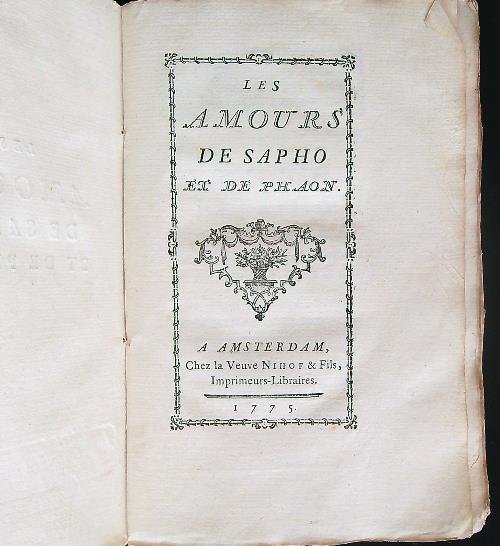 LES
AMOURS
DE SAPHO
ET DE PHAON.
A AMSTERDAM,
Chez la Veuve NIHOF & Fils,
Imprimeurs-Libraires.
1775.